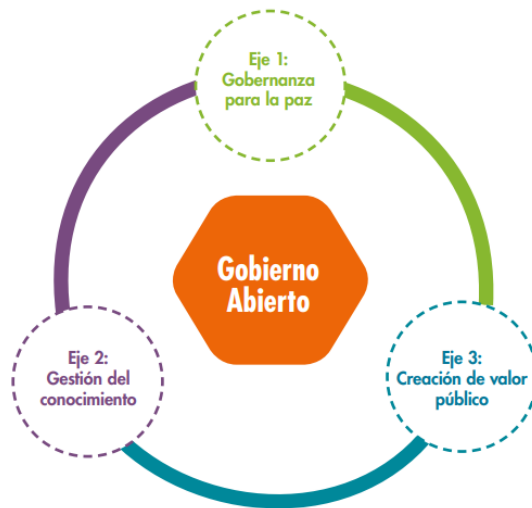 Eje 1:
Gobernanza
para la paz
Gobierno
Abierto
Eje 2:
Gestión del
conocimiento
Eje 3:
Creación de valor
público